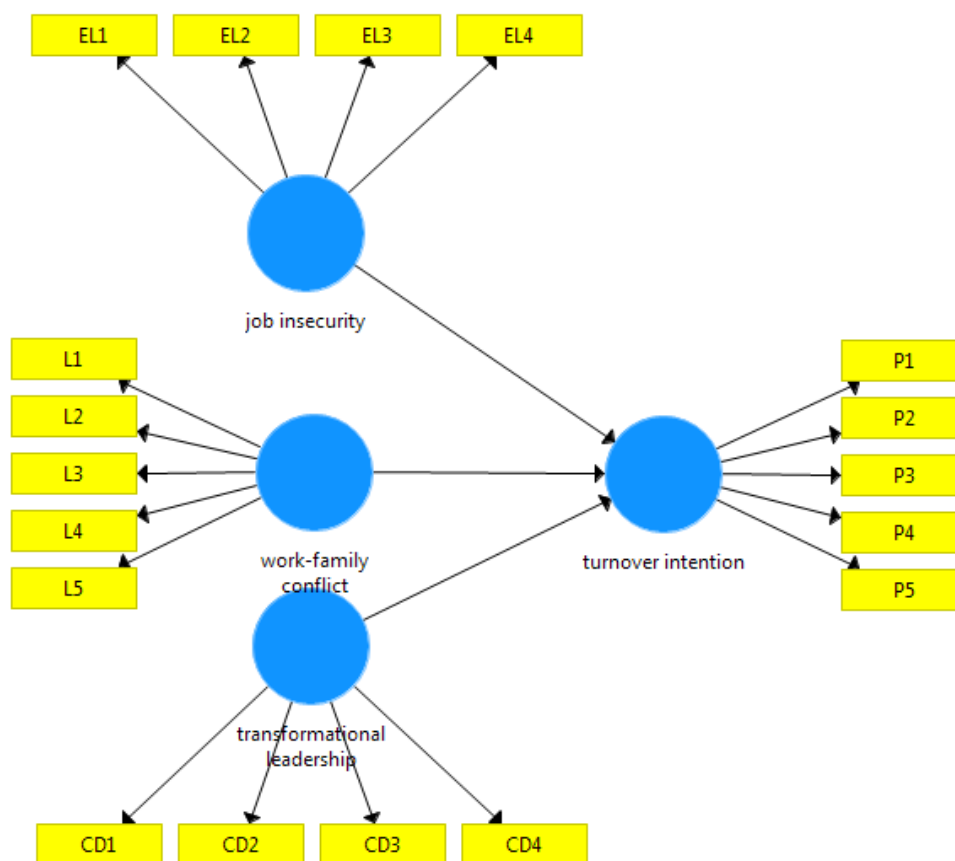 EL1
EL2
EL3
EL4
job insecurity
L1
L2
L3
L4
L5
work-family
conflict
P1
P2
P3
P4
P5
turnover intention
transformational
leadership
CD1
CD2
CD3
CD4